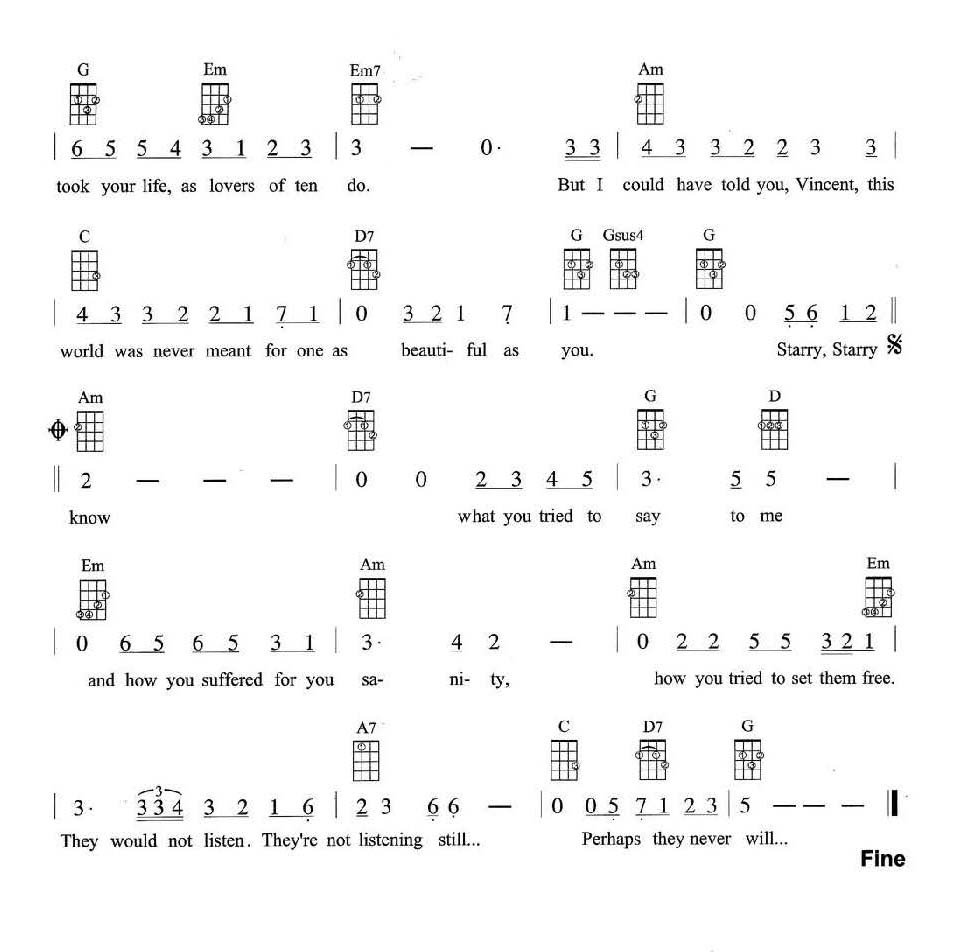 G Em Em7 Am
| 6 5 5 4 3 1 2 3 | 3 — 0· 3 3 | 4 3 3 2 2 3 3 |
took your life, as lovers of ten do. But I could have told you, Vincent, this
C D7 G Gsus4 G
| 4 3 3 2 2 1 7 1 | 0 3 2 1 7 | 1 — — — | 0 0 5 6 1 2 ||
world was never meant for one as beauti- ful as you. Starry, Starry
Am D7 G D
|| 2 — — — | 0 0 2 3 4 5 | 3· 5 5 — |
know what you tried to say to me
Em Am Am Em
| 0 6 5 6 5 3 1 | 3· 4 2 — | 0 2 2 5 5 3 2 1 |
and how you suffered for you sa- ni- ty, how you tried to set them free.
A7 C D7 G
3
| 3· 3 3 4 3 2 1 6 | 2 3 6 6 — | 0 0 5 7 1 2 3 | 5 — — — ||
They would not listen. They're not listening still... Perhaps they never will...
Fine